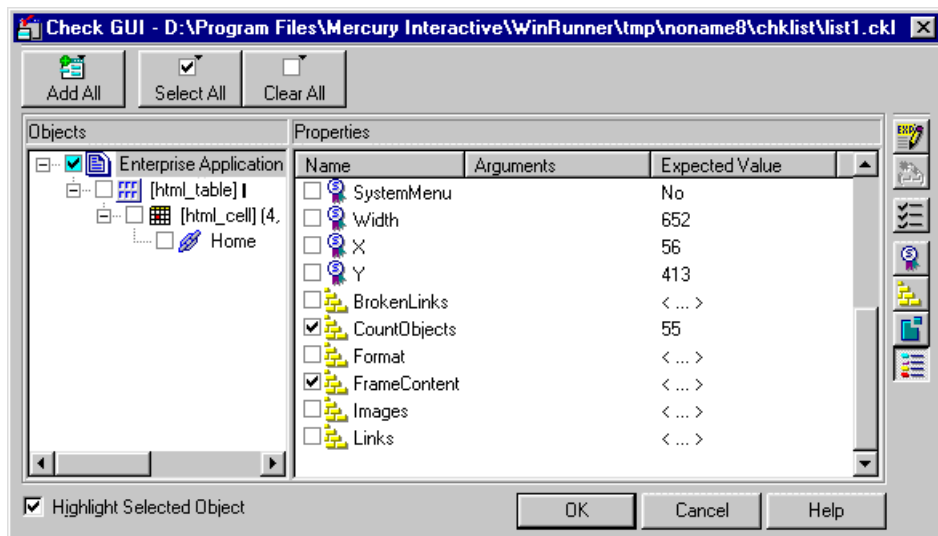 Check GUI - D:\Program Files\Mercury Interactive\WinRunner\tmp\noname8\chklist\list1.ckl
Add All Select All Clear All
Objects Properties
Enterprise Application
[html_table] I
[html_cell] (4,
Home
Name Arguments Expected Value
SystemMenu No
Width 652
X 56
Y 413
BrokenLinks < ... >
CountObjects 55
Format < ... >
FrameContent < ... >
Images < ... >
Links < ... >
EXP
Highlight Selected Object OK Cancel Help